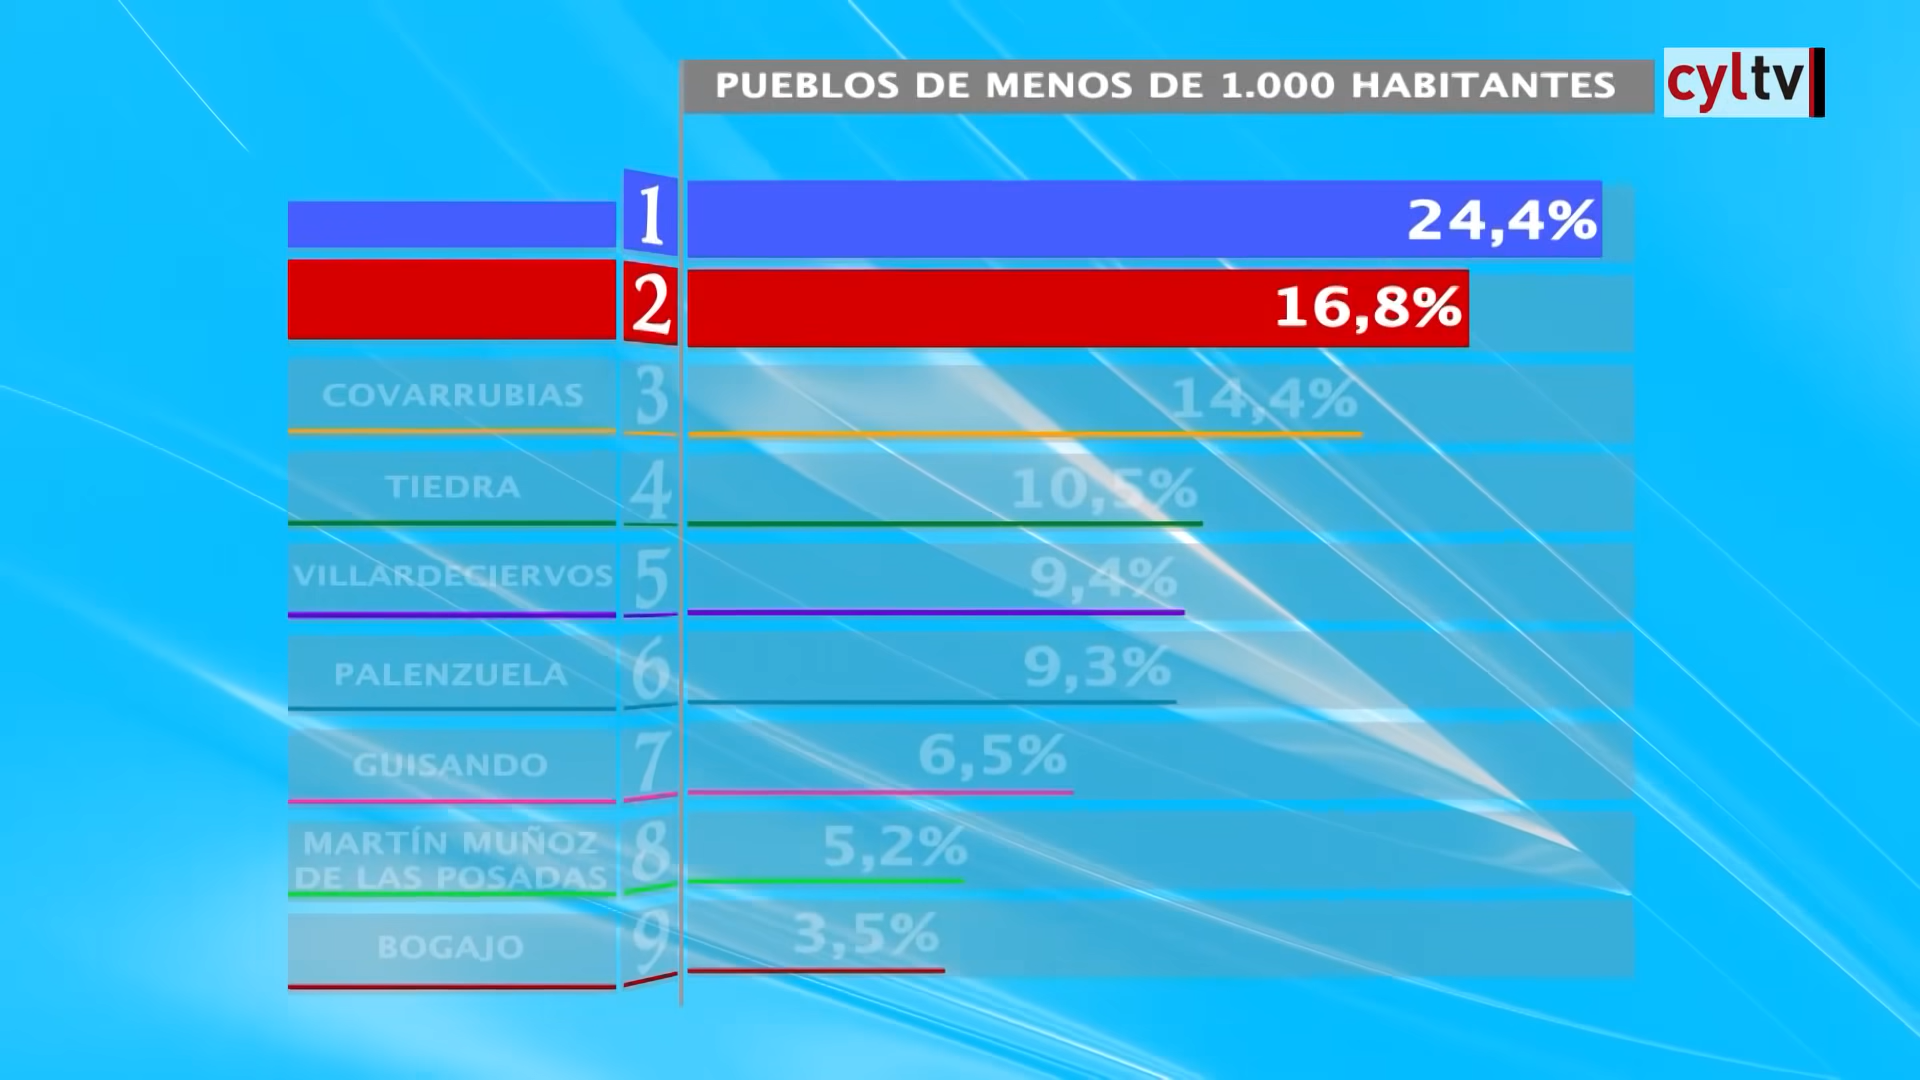 PUEBLOS DE MENOS DE 1.000 HABITANTES
cyltv
1 24,4%
2 16,8%
COVARRUBIAS 3 14,4%
TIEDRA 4 10,5%
VILLARDECIERVOS 5 9,4%
PALENZUELA 6 9,3%
GUISANDO 7 6,5%
MARTÍN MUÑOZ
DE LAS POSADAS 8 5,2%
BOGAJO 9 3,5%